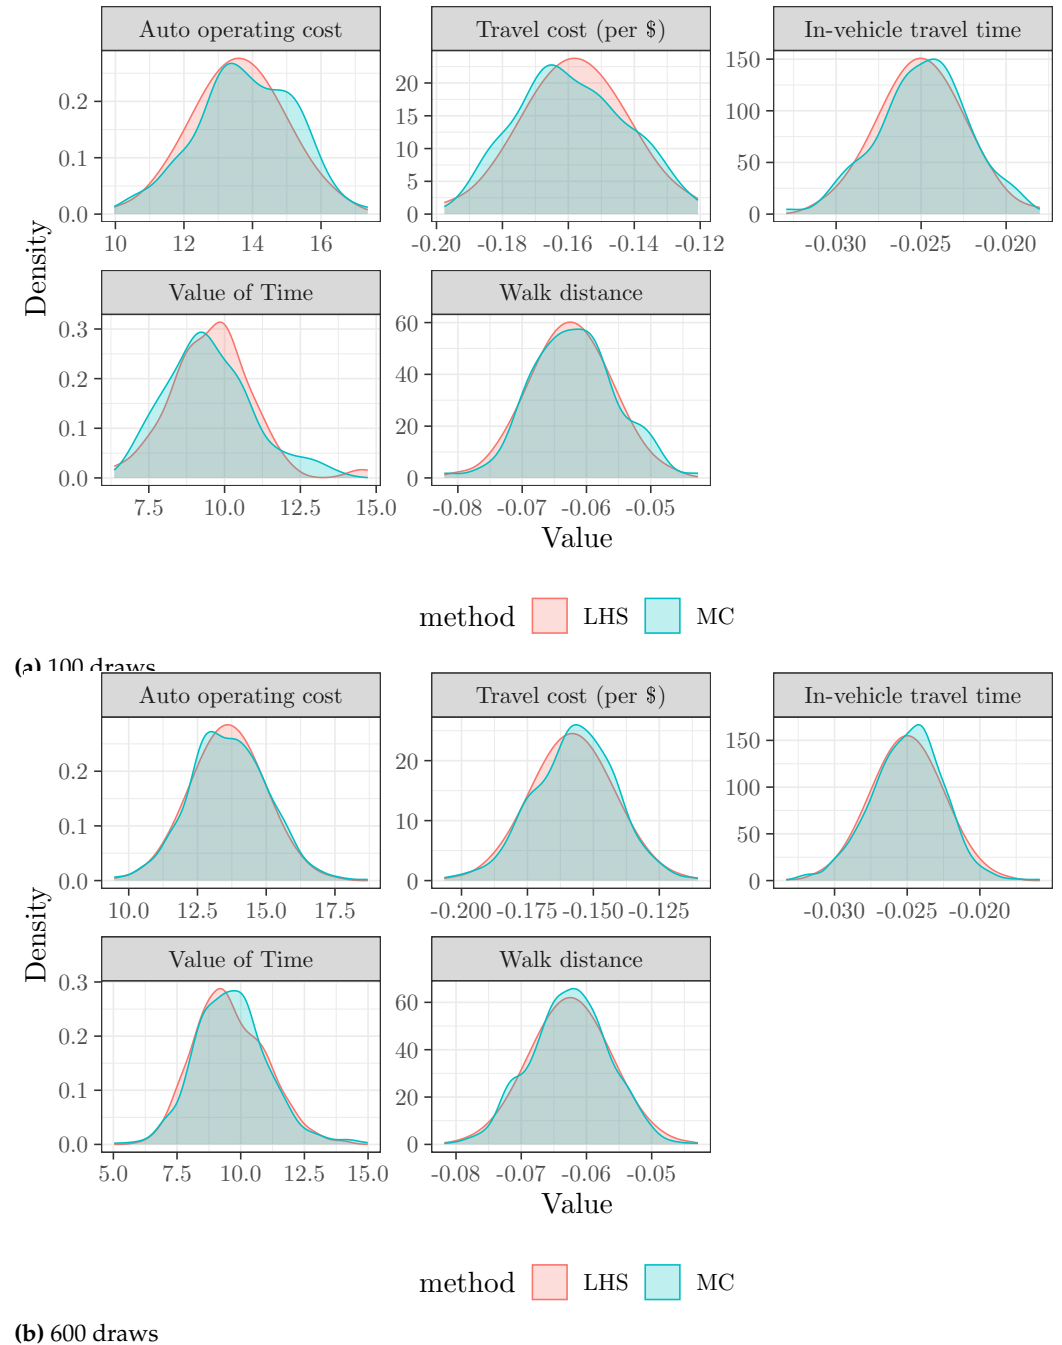 Auto operating cost
Travel cost (per $)
In-vehicle travel time
0.2
0.1
0.0
10 12 14 16
20
15
10
5
0
-0.20 -0.18 -0.16 -0.14 -0.12
150
100
50
0
-0.030 -0.025 -0.020
Density
Value of Time
Walk distance
0.3
0.2
0.1
0.0
7.5 10.0 12.5 15.0
60
40
20
0
-0.08 -0.07 -0.06 -0.05
Value
method LHS MC
(a) 100 draws
Auto operating cost
Travel cost (per $)
In-vehicle travel time
0.2
0.1
0.0
10.0 12.5 15.0 17.5
20
10
0
-0.200 -0.175 -0.150 -0.125
150
100
50
0
-0.030 -0.025 -0.020
Density
Value of Time
Walk distance
0.3
0.2
0.1
0.0
5.0 7.5 10.0 12.5 15.0
60
40
20
0
-0.08 -0.07 -0.06 -0.05
Value
method LHS MC
(b) 600 draws